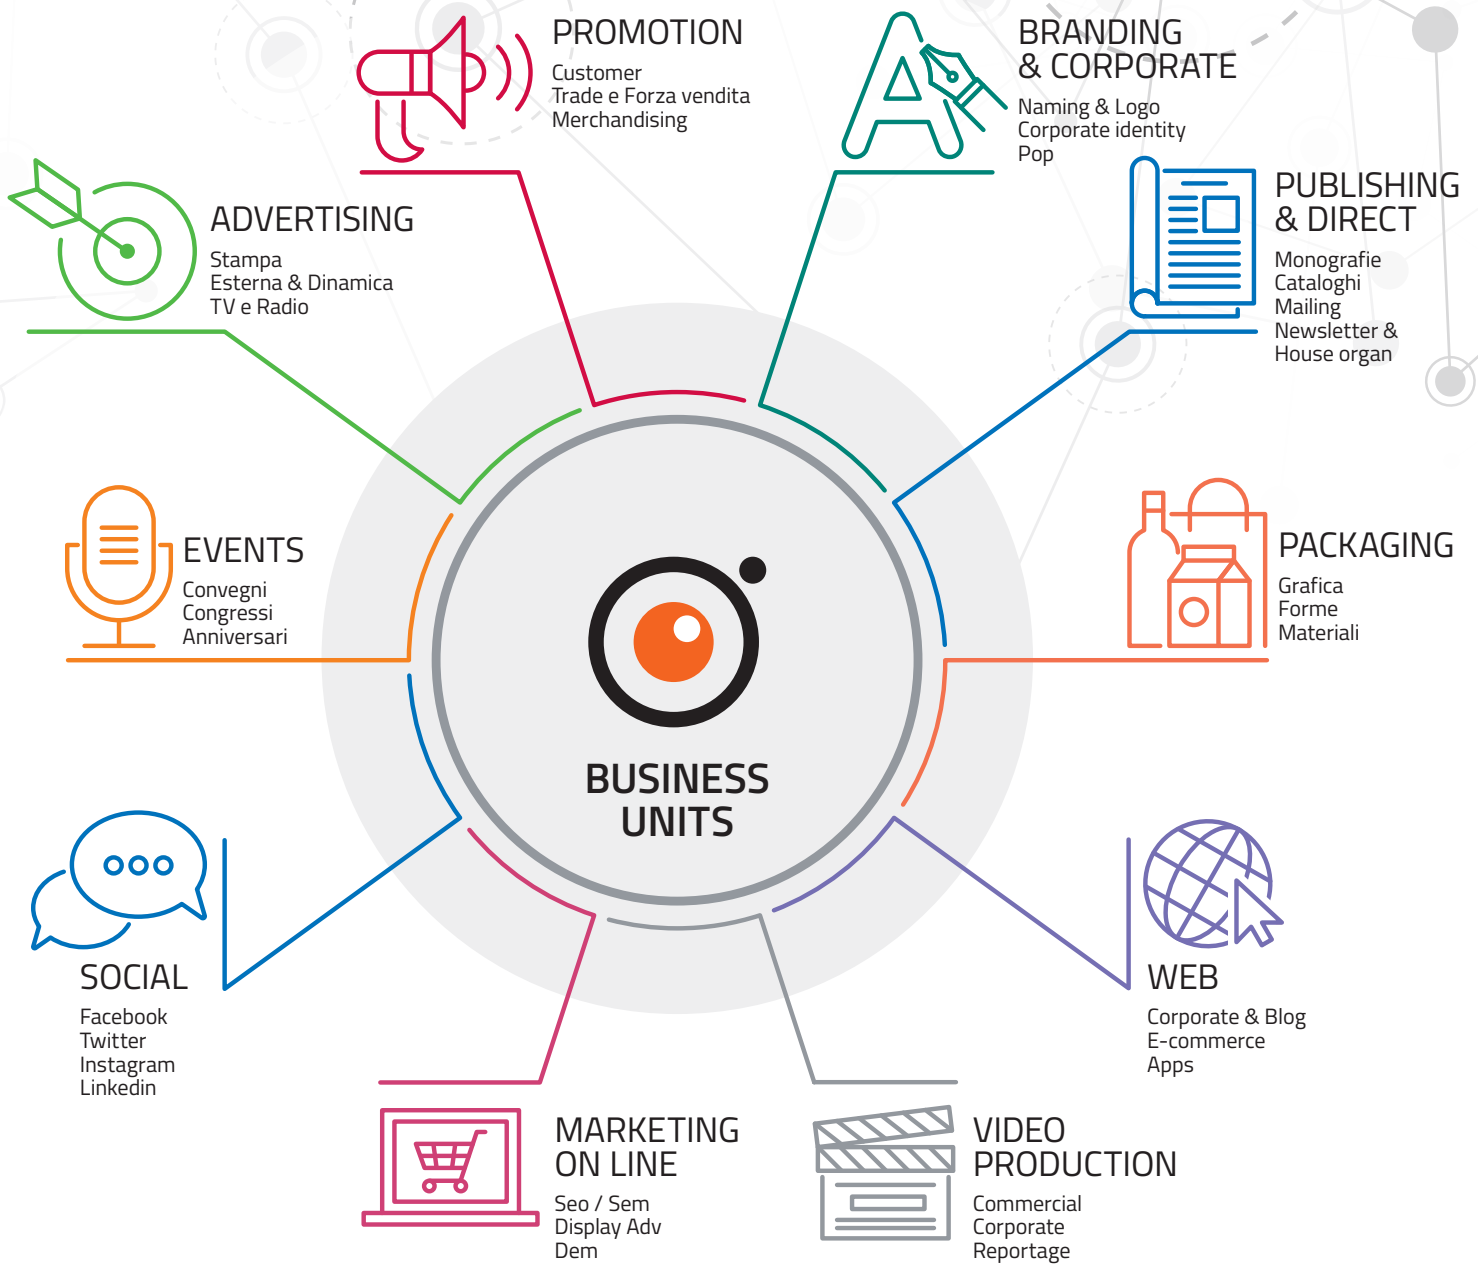 PROMOTION
Customer
Trade e Forza vendita
Merchandising
BRANDING
& CORPORATE
Naming & Logo
Corporate identity
Pop
PUBLISHING
& DIRECT
Monografie
Cataloghi
Mailing
Newsletter &
House organ
ADVERTISING
Stampa
Esterna & Dinamica
TV e Radio
EVENTS
Convegni
Congressi
Anniversari
PACKAGING
Grafica
Forme
Materiali
BUSINESS
UNITS
SOCIAL
Facebook
Twitter
Instagram
Linkedin
WEB
Corporate & Blog
E-commerce
Apps
MARKETING
ON LINE
Seo / Sem
Display Adv
Dem
VIDEO
PRODUCTION
Commercial
Corporate
Reportage